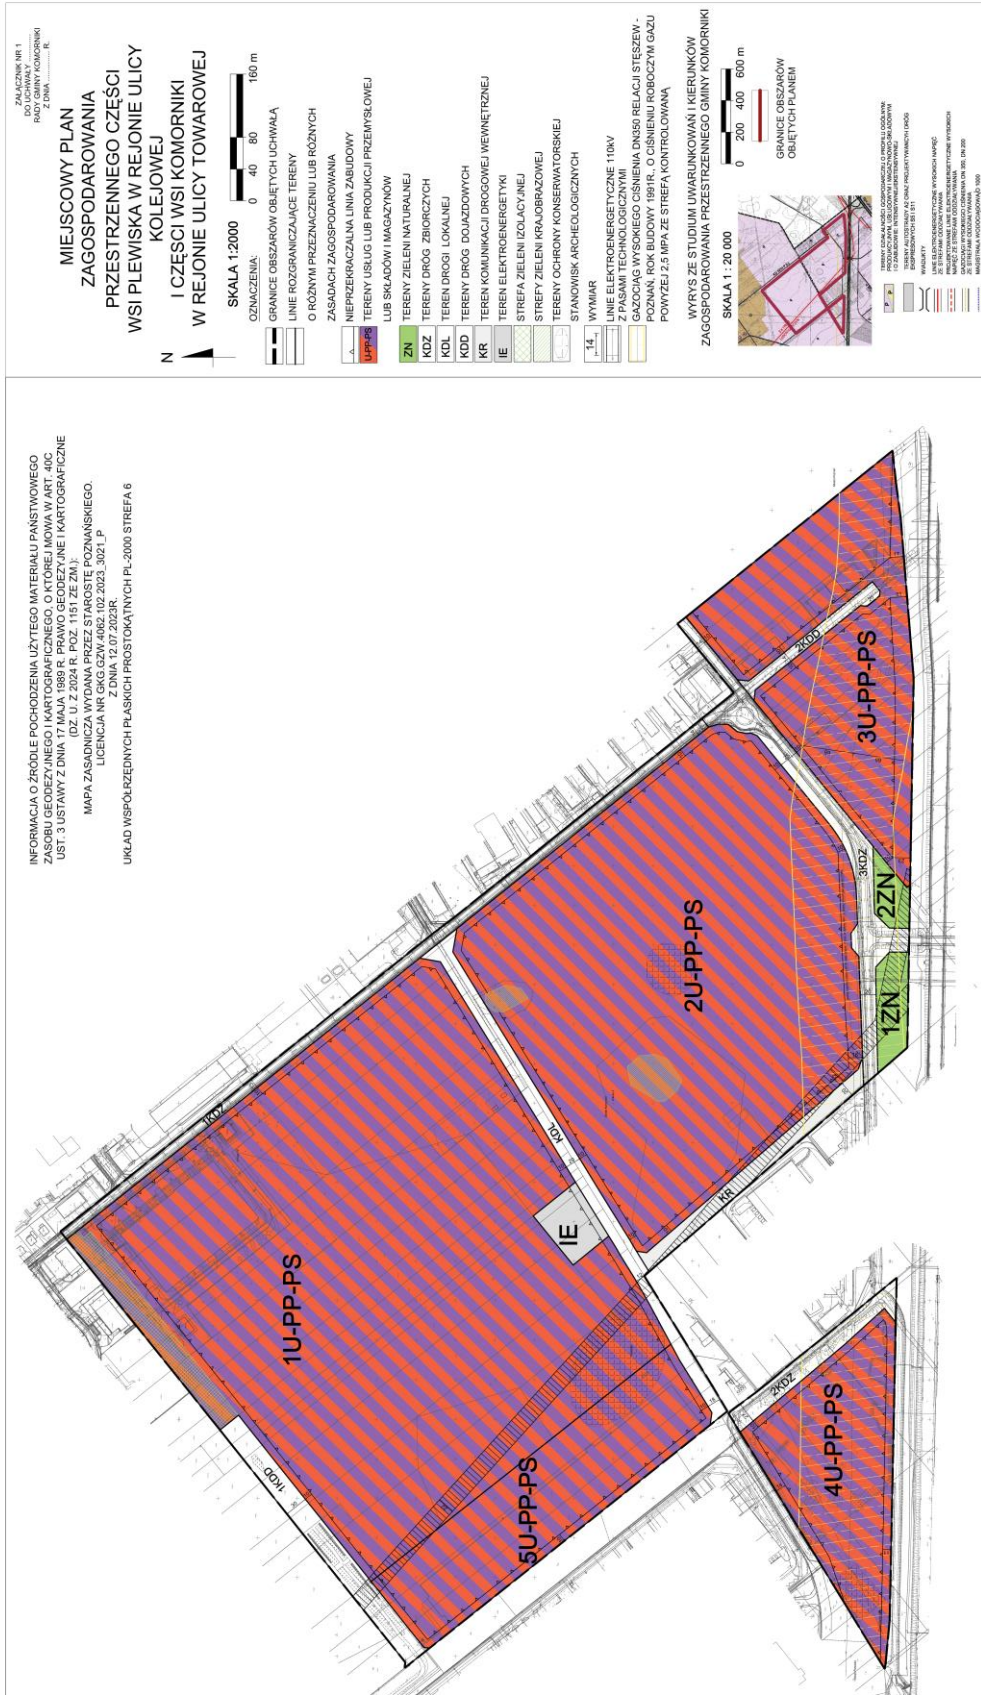 ZAŁĄCZNIK NR 1
DO UCHWAŁY
RADY GMINY KOMORNIKI
Z DNIA .............. R.
MIEJSCOWY PLAN
ZAGOSPODAROWANIA
PRZESTRZENNEGO CZĘŚCI
WSI PLEWISKA W REJONIE ULICY
KOLEJOWEJ
I CZĘŚCI WSI KOMORNIKI
W REJONIE ULICY TOWAROWEJ
N
SKALA 1:2000
0 40 80 160 m
OZNACZENIA:
GRANICE OBSZARÓW OBJĘTYCH UCHWAŁĄ
LINIE ROZGRANICZAJĄCE TERENY
O RÓŻNYM PRZEZNACZENIU LUB RÓŻNYCH
ZASADACH ZAGOSPODAROWANIA
NIEPRZEKRACZALNA LINIA ZABUDOWY
U-PP-PS TERENY USŁUG LUB PRODUKCJI PRZEMYSŁOWEJ
LUB SKŁADÓW I MAGAZYNÓW
ZN TERENY ZIELENI NATURALNEJ
KDZ TERENY DRÓG ZBIORCZYCH
KDL TEREN DROGI LOKALNEJ
KDD TERENY DRÓG DOJAZDOWYCH
KR TEREN KOMUNIKACJI DROGOWEJ WEWNĘTRZNEJ
IE TEREN ELEKTROENERGETYKI
STREFA ZIELENI IZOLACYJNEJ
STREFY ZIELENI KRAJOBRAZOWEJ
TERENY OCHRONY KONSERWATORSKIEJ
STANOWISK ARCHEOLOGICZNYCH
14 WYMIAR
LINIE ELEKTROENERGETYCZNE 110kV
Z PASAMI TECHNOLOGICZNYMI
GAZOCIĄG WYSOKIEGO CIŚNIENIA DN350 RELACJI STĘSZEW -
POZNAŃ, ROK BUDOWY 1991R., O CIŚNIENIU ROBOCZYM GAZU
POWYŻEJ 2,5 MPA ZE STREFĄ KONTROLOWANĄ
WYRYS ZE STUDIUM UWARUNKOWAŃ I KIERUNKÓW
ZAGOSPODAROWANIA PRZESTRZENNEGO GMINY KOMORNIKI
SKALA 1 : 20 000
0 200 400 600 m
GRANICE OBSZARÓW
OBJĘTYCH PLANEM
WIADUKTY
INFORMACJA O ŹRÓDLE POCHODZENIA UŻYTEGO MATERIAŁU PAŃSTWOWEGO
ZASOBU GEODEZYJNEGO I KARTOGRAFICZNEGO, O KTÓREJ MOWA W ART. 40C
UST. 3 USTAWY Z DNIA 17 MAJA 1989 R. PRAWO GEODEZYJNE I KARTOGRAFICZNE
(DZ. U. Z 2024 R. POZ. 1151 ZE ZM.):
MAPA ZASADNICZA WYDANA PRZEZ STAROSTĘ POZNAŃSKIEGO.
LICENCJA NR GKG.GZW.4062.102.2023_3021_P
Z DNIA 12.07.2023R.
UKŁAD WSPÓŁRZĘDNYCH PŁASKICH PROSTOKĄTNYCH PL-2000 STREFA 6
1KDZ
1U-PP-PS
1KDD
5U-PP-PS
IE
KDL
KR
2U-PP-PS
2KDD
3U-PP-PS
3KDZ
1ZN
2ZN
2KDZ
4U-PP-PS